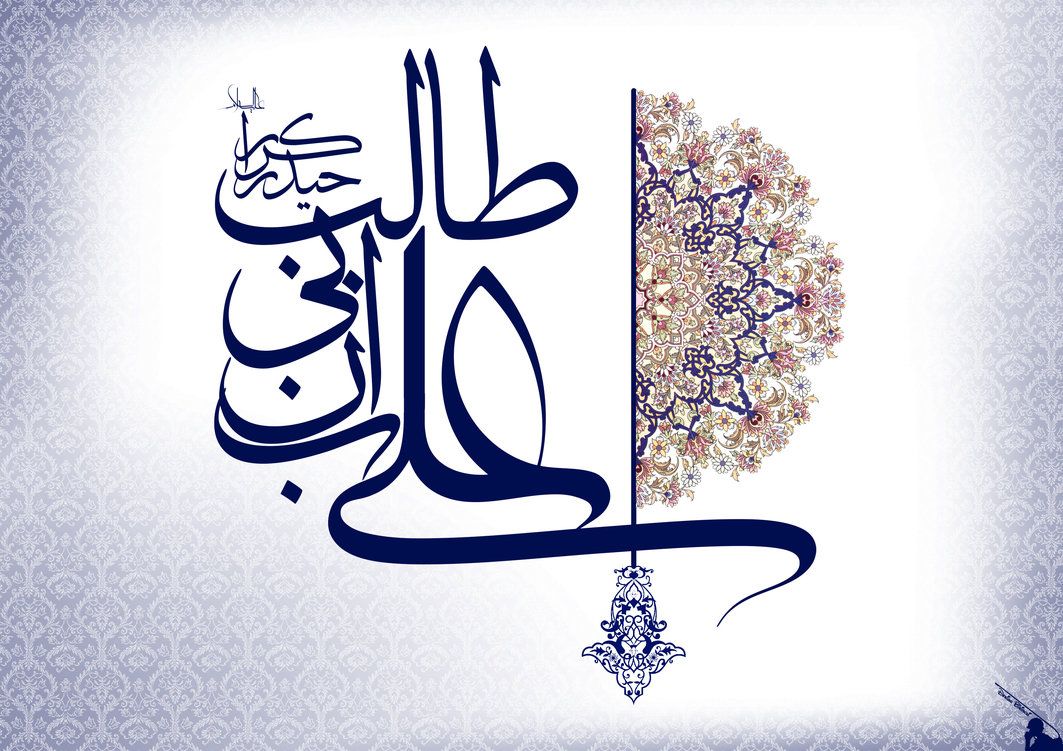 علی
ابن
ابی
طالب
حیدر
کرار